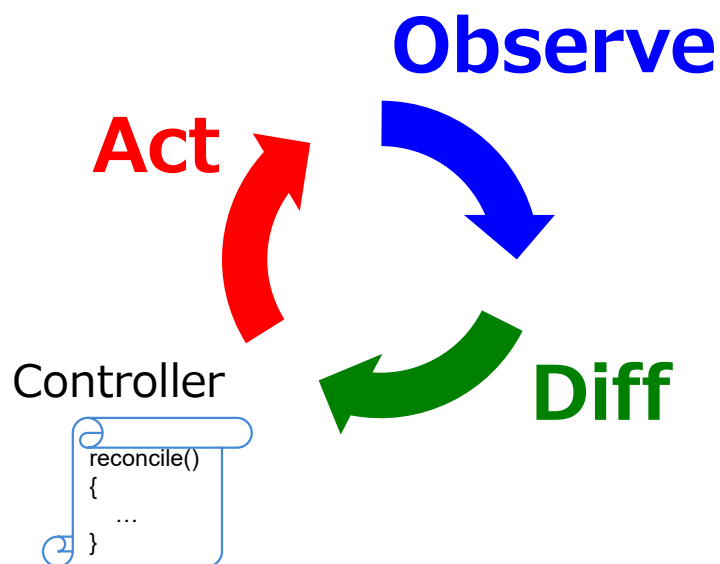 Observe
Act
Diff
Controller
reconcile()
{
…
}